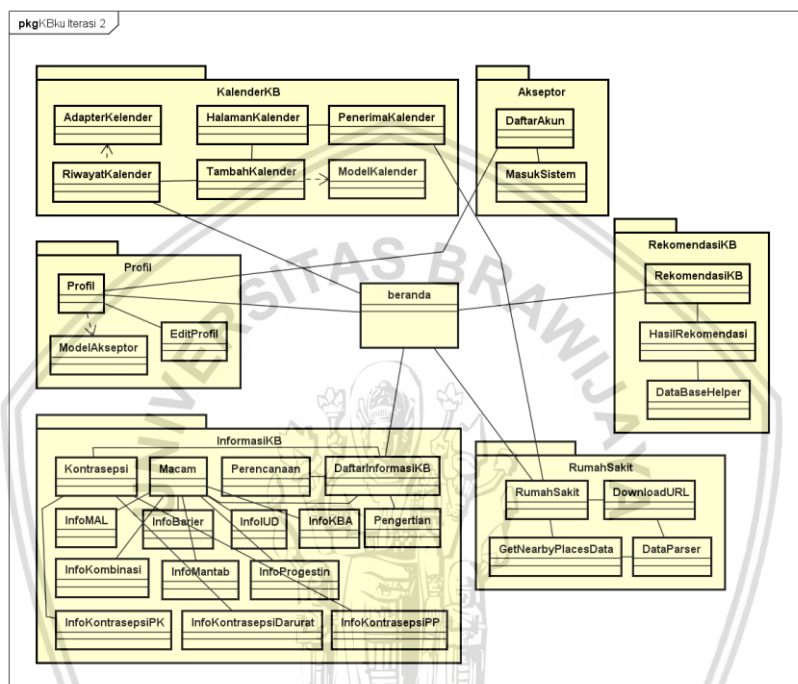 pkg KBku Iterasi 2
KalenderKB
AdapterKelender
HalamanKalender
PenerimaKalender
RiwayatKalender
TambahKalender
ModelKalender
Akseptor
DaftarAkun
MasukSistem
Profil
Profil
EditProfil
ModelAkseptor
beranda
RekomendasiKB
RekomendasiKB
HasilRekomendasi
DataBaseHelper
InformasiKB
Kontrasepsi
Macam
Perencanaan
DaftarInformasiKB
InfoMAL
InfoBarier
InfoIUD
InfoKBA
Pengertian
InfoKombinasi
InfoMantab
InfoProgestin
InfoKontrasepsiPK
InfoKontrasepsiDarurat
InfoKontrasepsiPP
RumahSakit
RumahSakit
DownloadURL
GetNearbyPlacesData
DataParser
UNIVERSITAS BRAWIJAYA